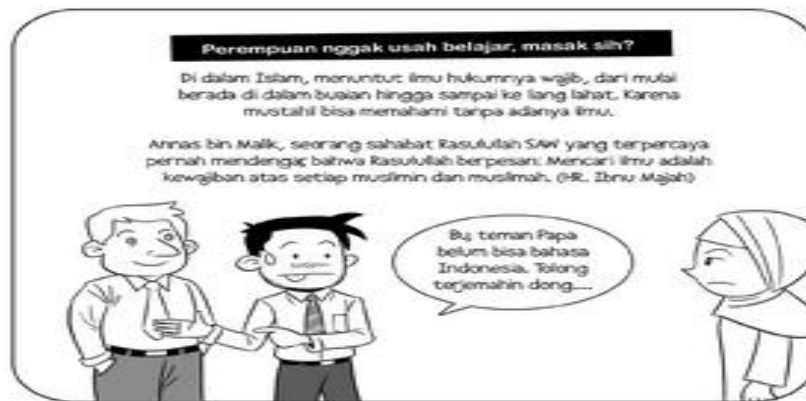 Perempuan nggak usah belajar, masak sih?
Di dalam Islam, menuntut ilmu hukumnya wajib, dari mulai
berada di dalam buaian hingga sampai ke liang lahat. Karena
mustahil bisa memahami tanpa adanya ilmu.
Annas bin Malik, seorang sahabat Rasulullah SAW yang terpercaya
pernah mendengar, bahwa Rasulullah berpesan: Mencari ilmu adalah
kewajiban atas setiap muslimin dan muslimah. (HR. Ibnu Majah)
Bu, teman Papa
belum bisa bahasa
Indonesia. Tolong
terjemahin dong....